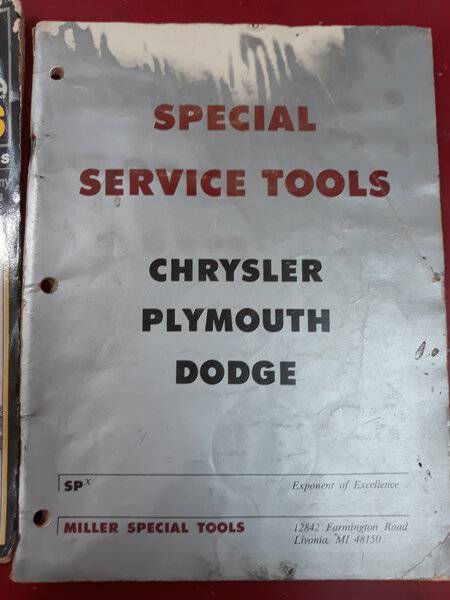 SPECIAL
SERVICE TOOLS
CHRYSLER
PLYMOUTH
DODGE
SPX
Exponent of Excellence
MILLER SPECIAL TOOLS
12842 Farmington Road
Livonia, MI 48150